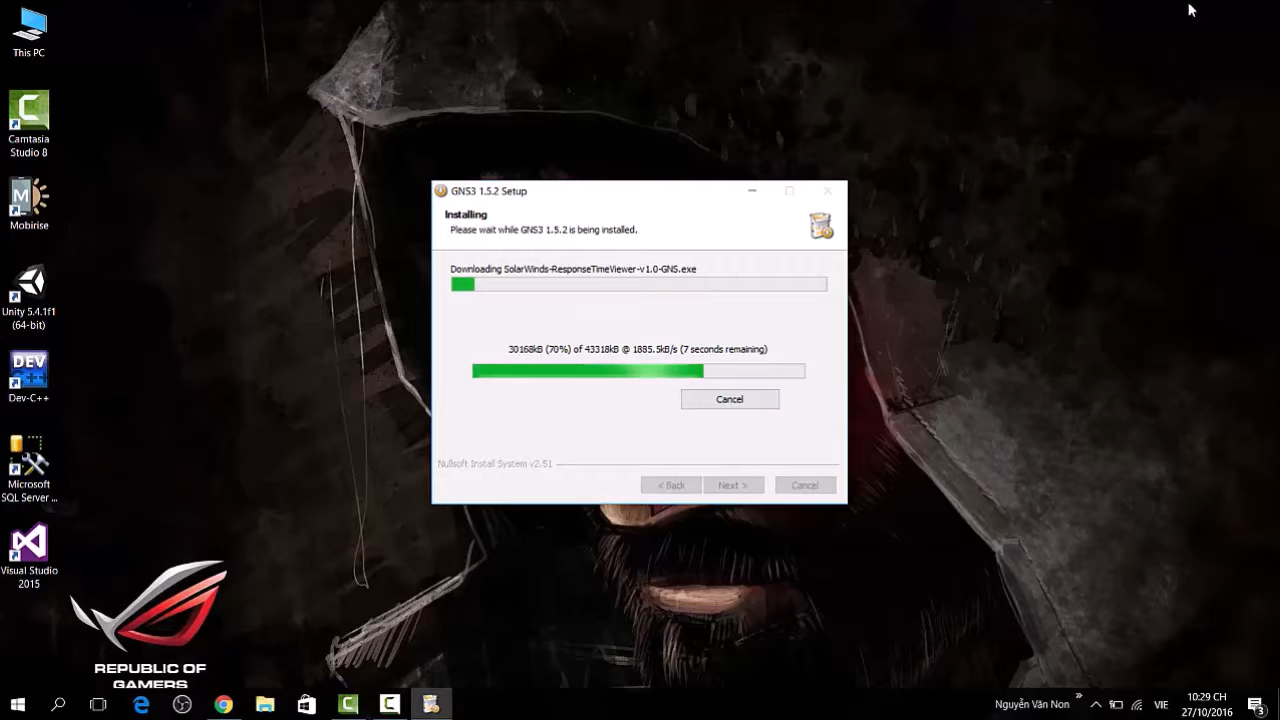 This PC
Camtasia
Studio 8
Mobirise
Unity 5.4.1f1
(64-bit)
DEV
Dev-C++
Microsoft
SQL Server ...
Visual Studio
2015
REPUBLIC OF
GAMERS
GNS3 1.5.2 Setup
Installing
Please wait while GNS3 1.5.2 is being installed.
Downloading SolarWinds-ResponseTimeViewer-v1.0-GNS.exe
30168kB (70%) of 43318kB @ 1885.5kB/s (7 seconds remaining)
Cancel
Nullsoft Install System v2.51
< Back
Next >
Cancel
Nguyễn Văn Non
VIE
10:29 CH
27/10/2016
3